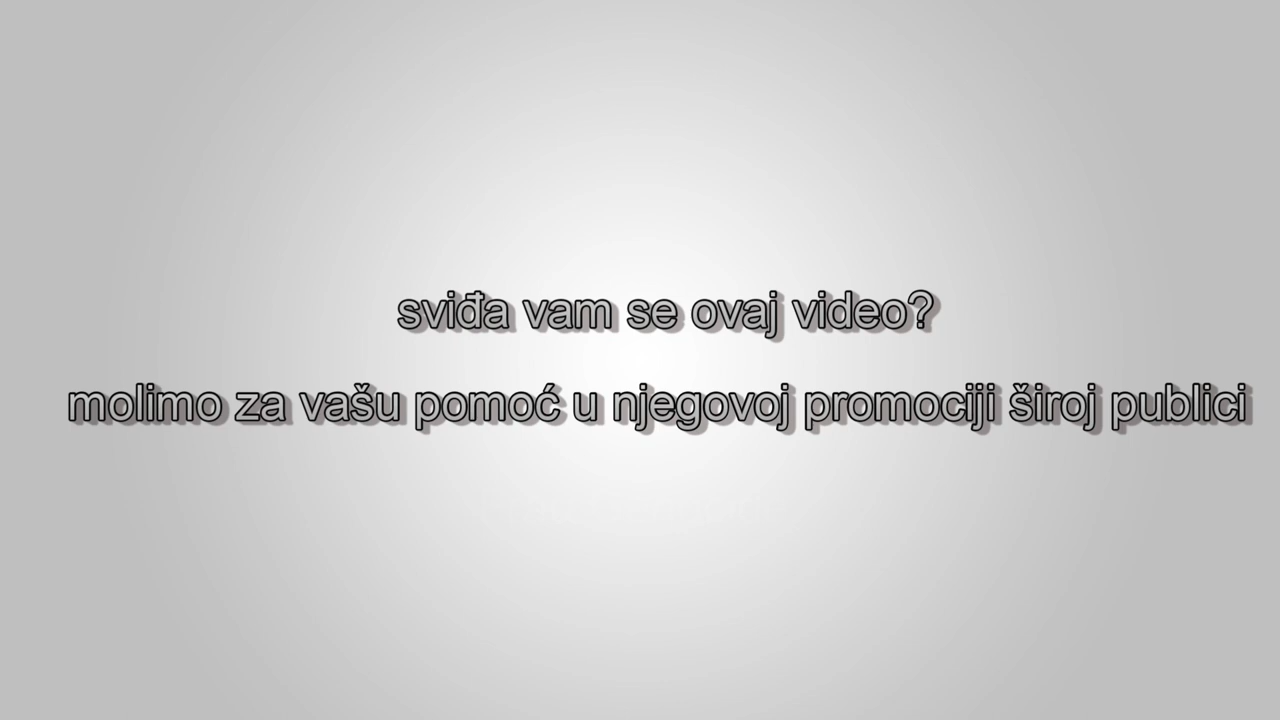 sviđa vam se ovaj video?
molimo za vašu pomoć u njegovoj promociji široj publici